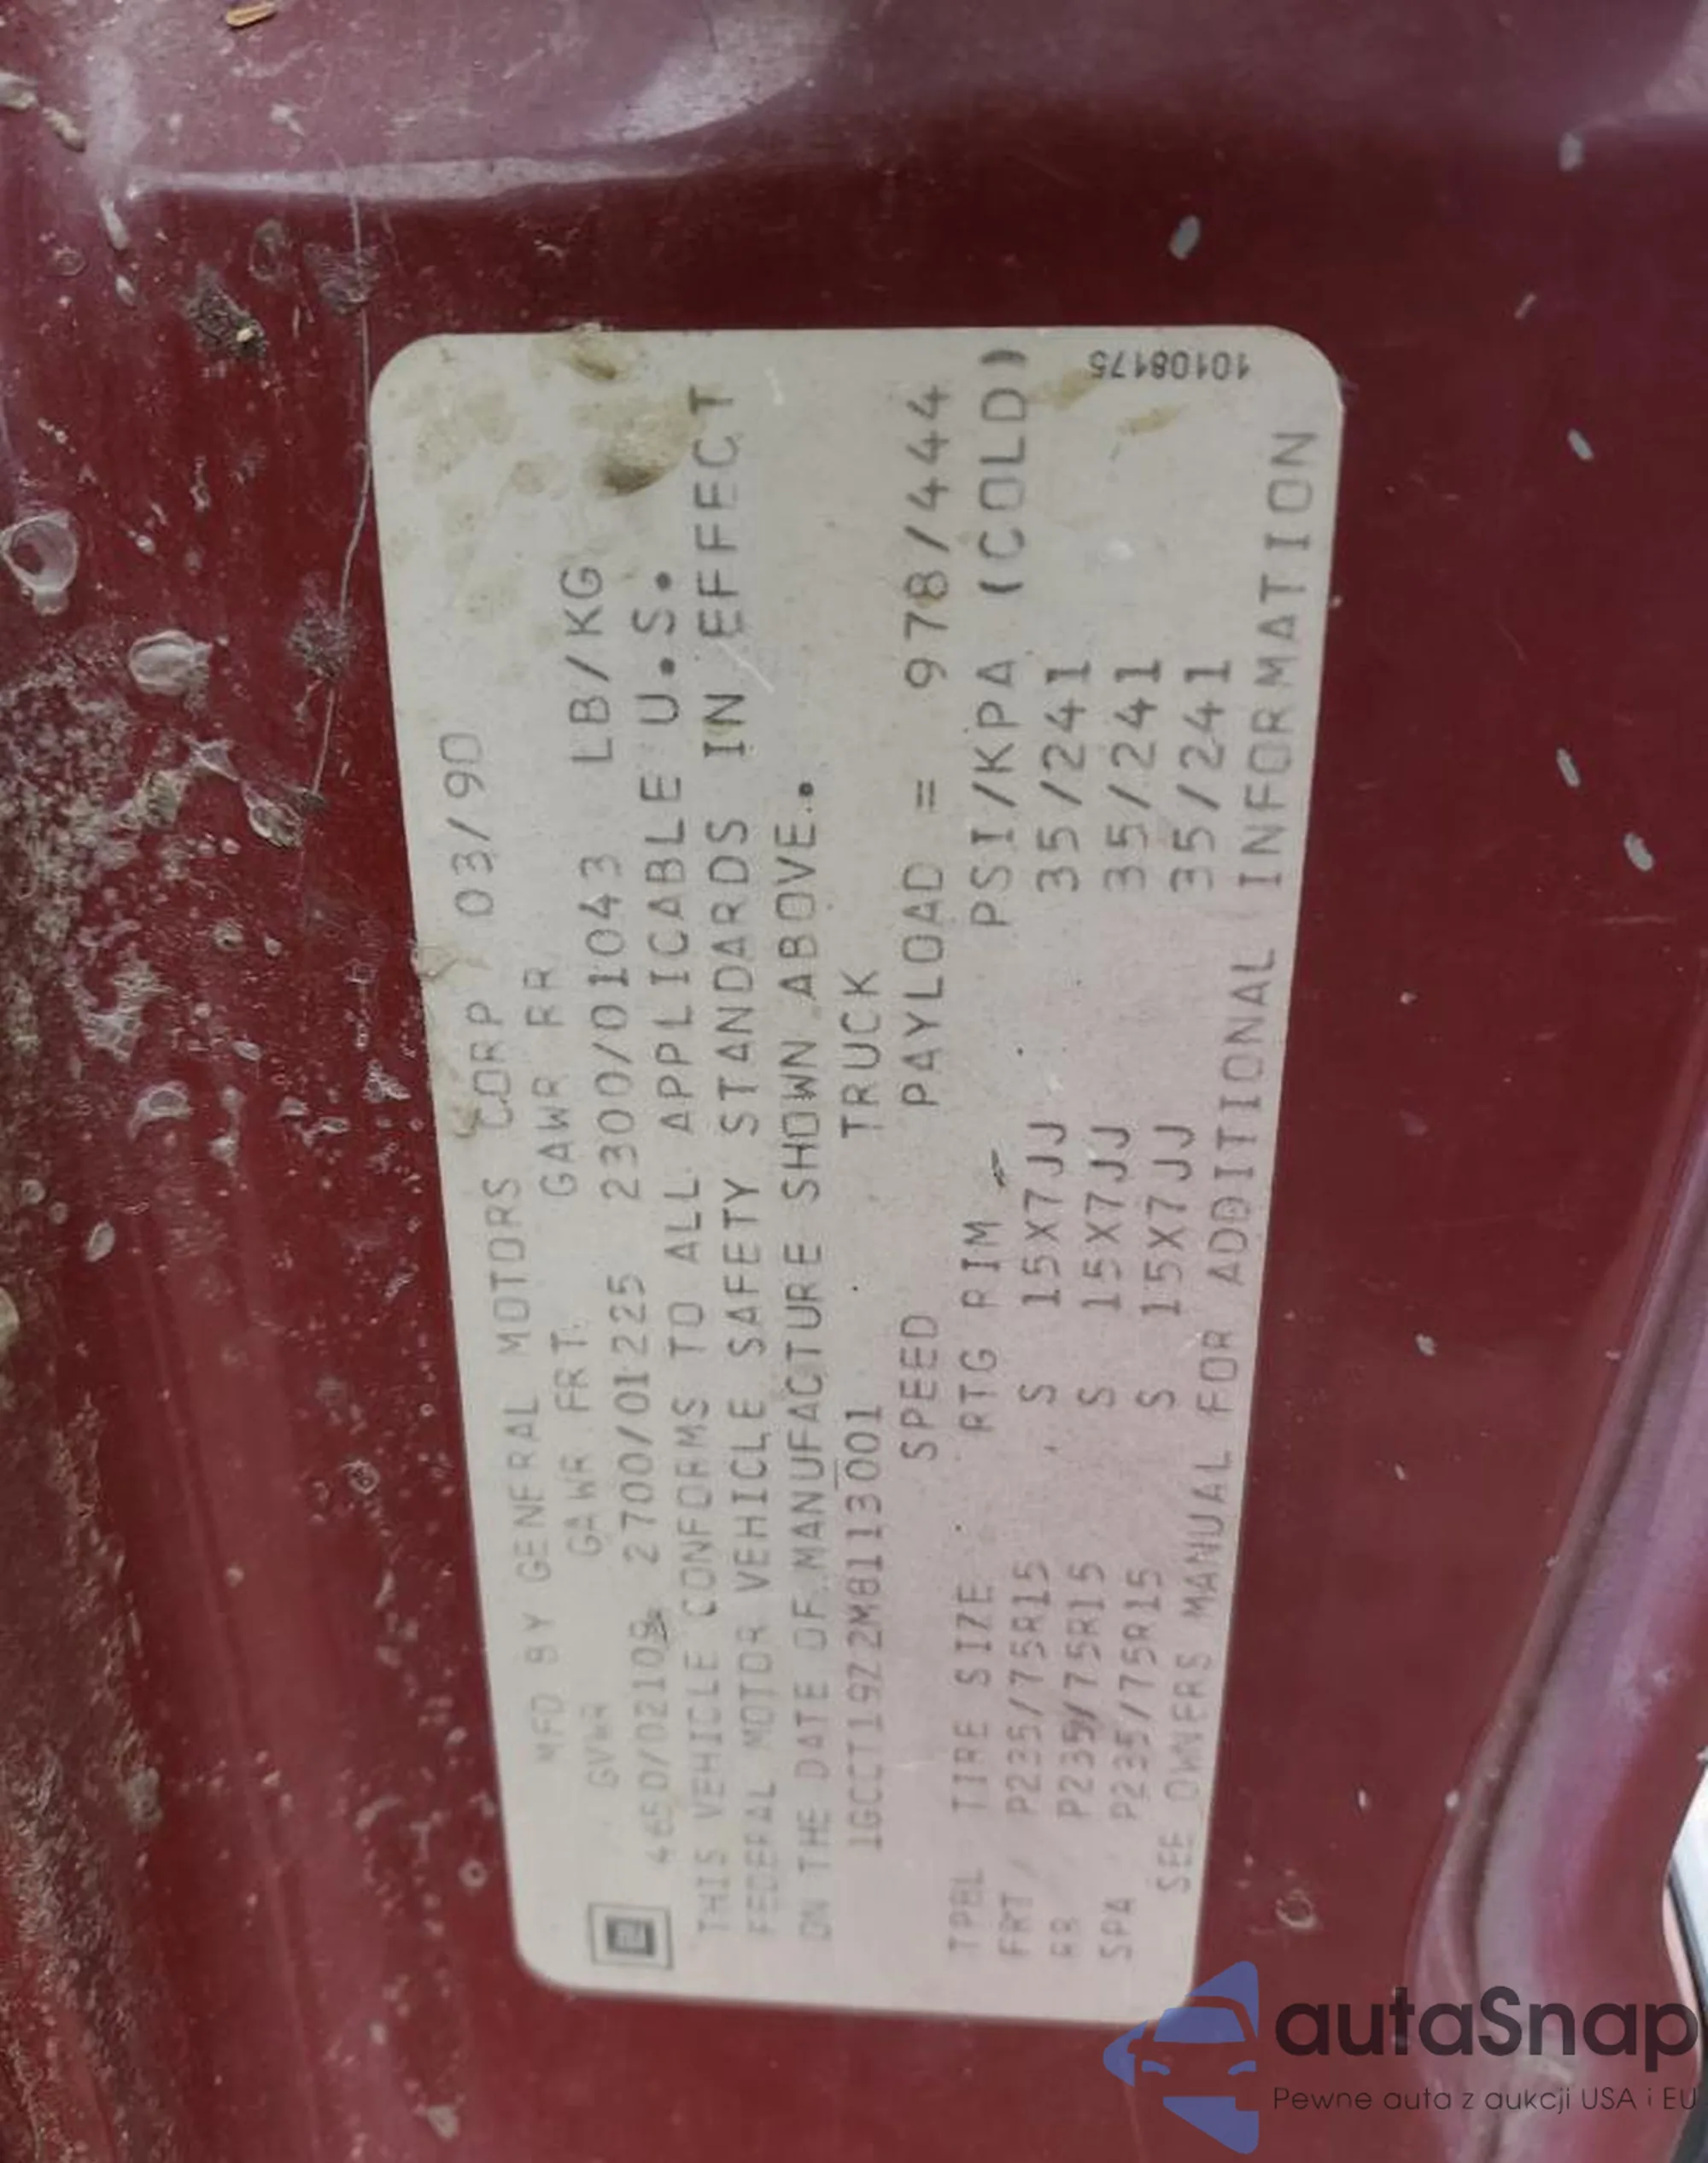 MFD BY GENERAL MOTORS CORP 03/90
GVWR GAWR FRT GAWR RR
4650/02109 2700/01225 2300/01043 LB/KG
THIS VEHICLE CONFORMS TO ALL APPLICABLE U.S.
FEDERAL MOTOR VEHICLE SAFETY STANDARDS IN EFFECT
ON THE DATE OF MANUFACTURE SHOWN ABOVE.
1GCCT19Z2M8113001 TRUCK
SPEED PAYLOAD = 978/444
TPBL TIRE SIZE RTG RIM PSI/KPA (COLD)
FRT P235/75R15 S 15X7JJ 35/241
RR P235/75R15 S 15X7JJ 35/241
SPA P235/75R15 S 15X7JJ 35/241
SEE OWNERS MANUAL FOR ADDITIONAL INFORMATION
10108175
autaSnap
Pewne auta z aukcji USA i EU